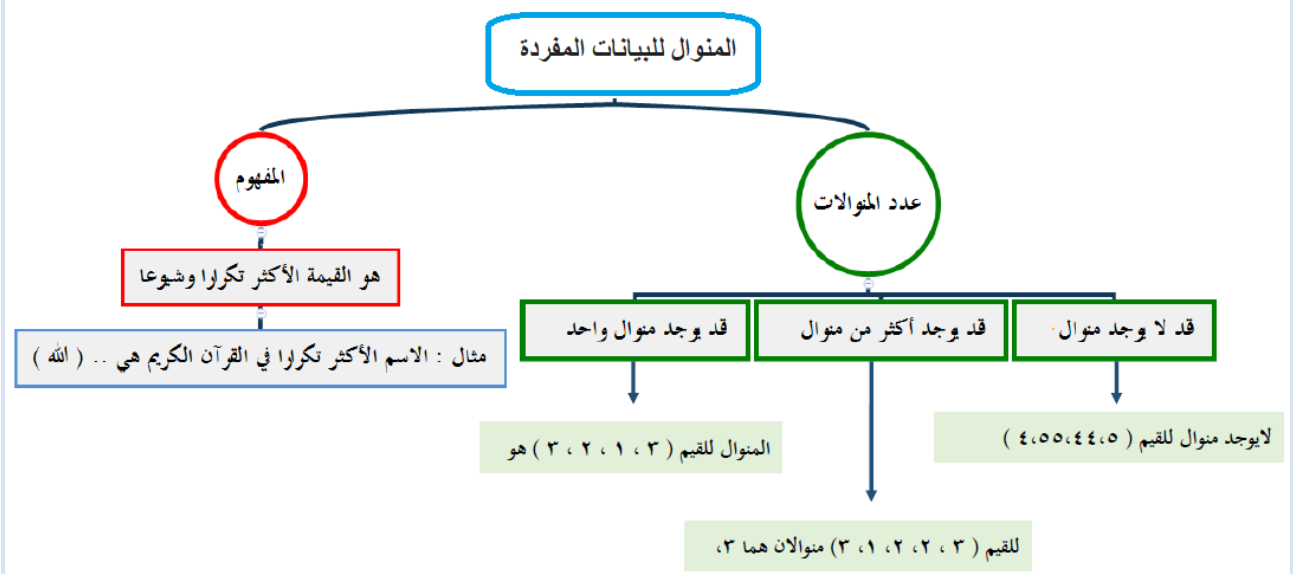 المنوال للبيانات المفردة
عدد المنوالات
المفهوم
قد لا يوجد منوال.
قد يوجد أكثر من منوال
قد يوجد منوال واحد
هو القيمة الأكثر تكرارا وشيوعا
مثال : الاسم الأكثر تكرارا في القرآن الكريم هي .. ( الله )
لايوجد منوال للقيم ( ٤،٥٥،٤٤،٥ )
المنوال للقيم ( ٣ ، ١ ، ٢ ، ٣ ) هو
للقيم ( ٣ ، ٢، ٢، ١، ٣) منوالان هما ٣،